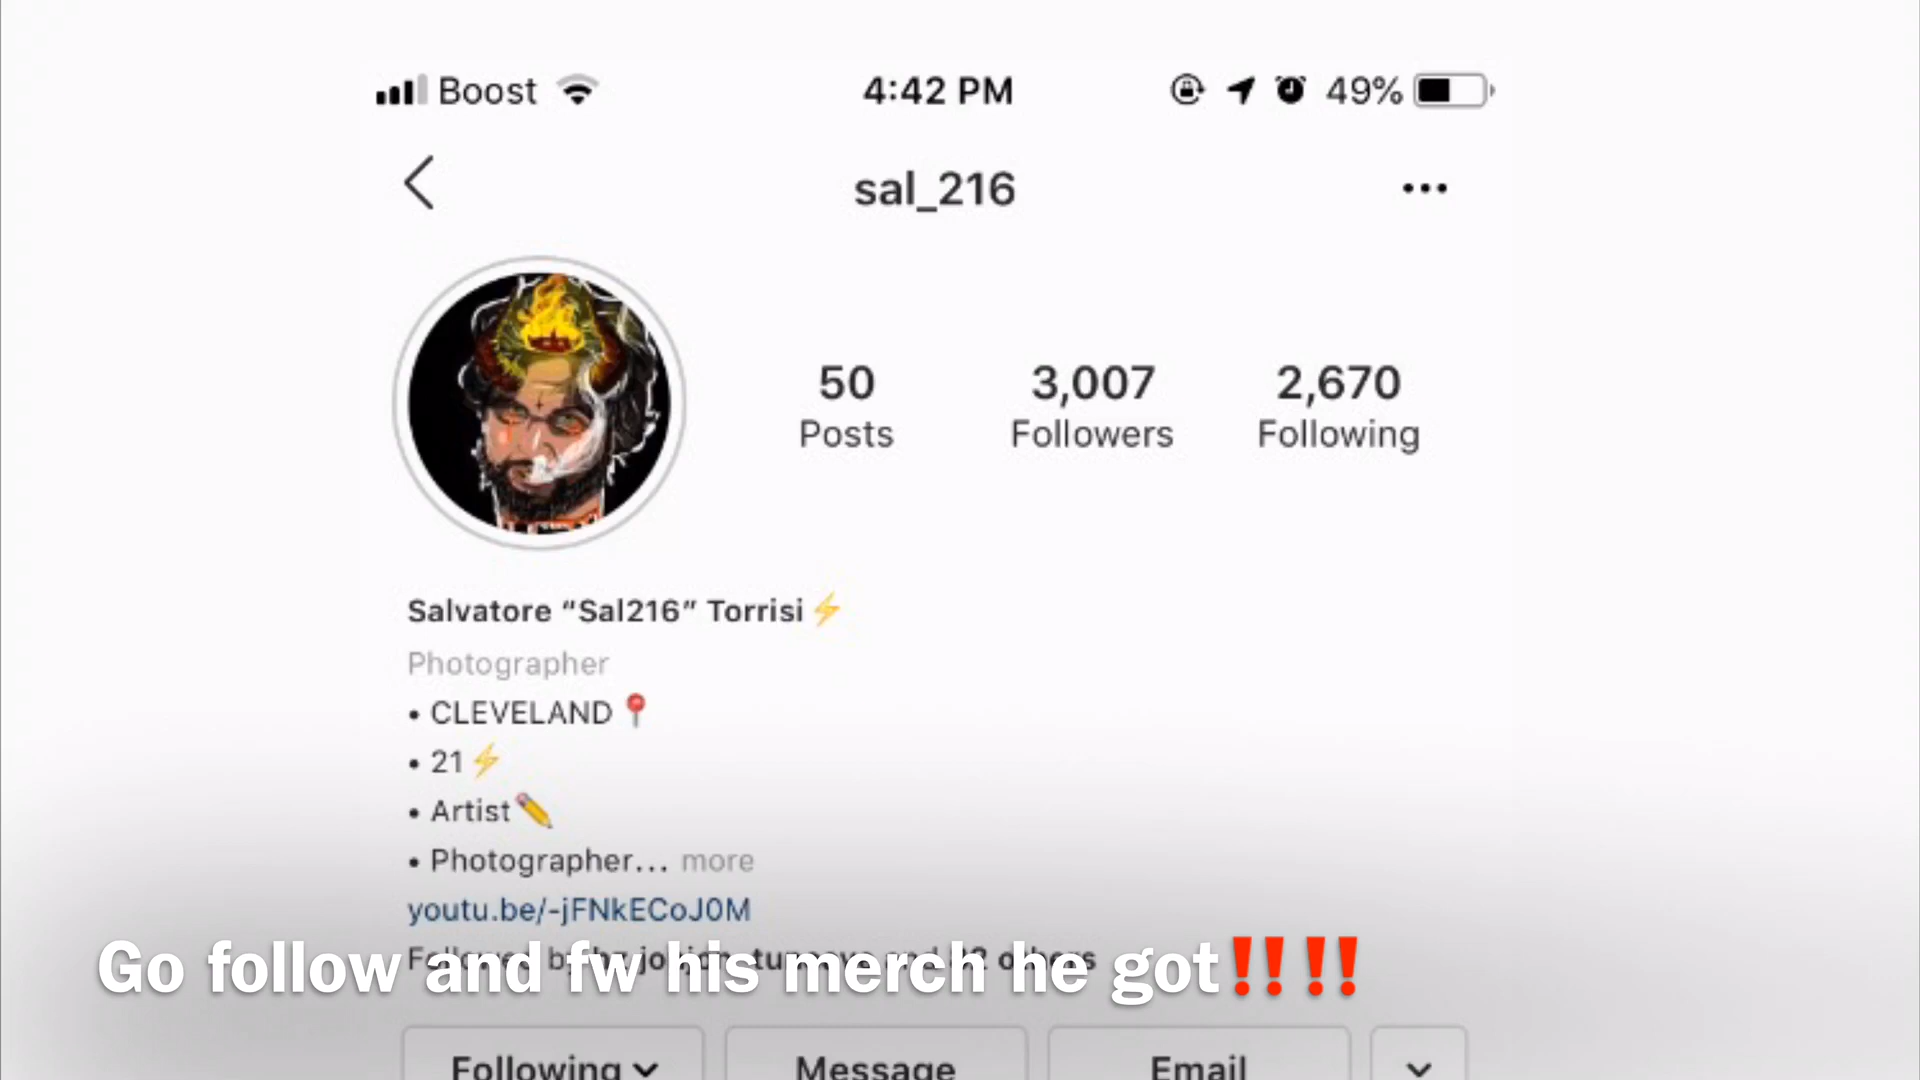 Boost 4:42 PM 49%
sal_216
50 3,007 2,670
Posts Followers Following
Salvatore “Sal216” Torrisi⚡
Photographer
• CLEVELAND📍
• 21⚡
• Artist✏️
• Photographer... more
youtu.be/-jFNkECoJ0M
Go follow and fw his merch he got‼️‼️
Following Message Email